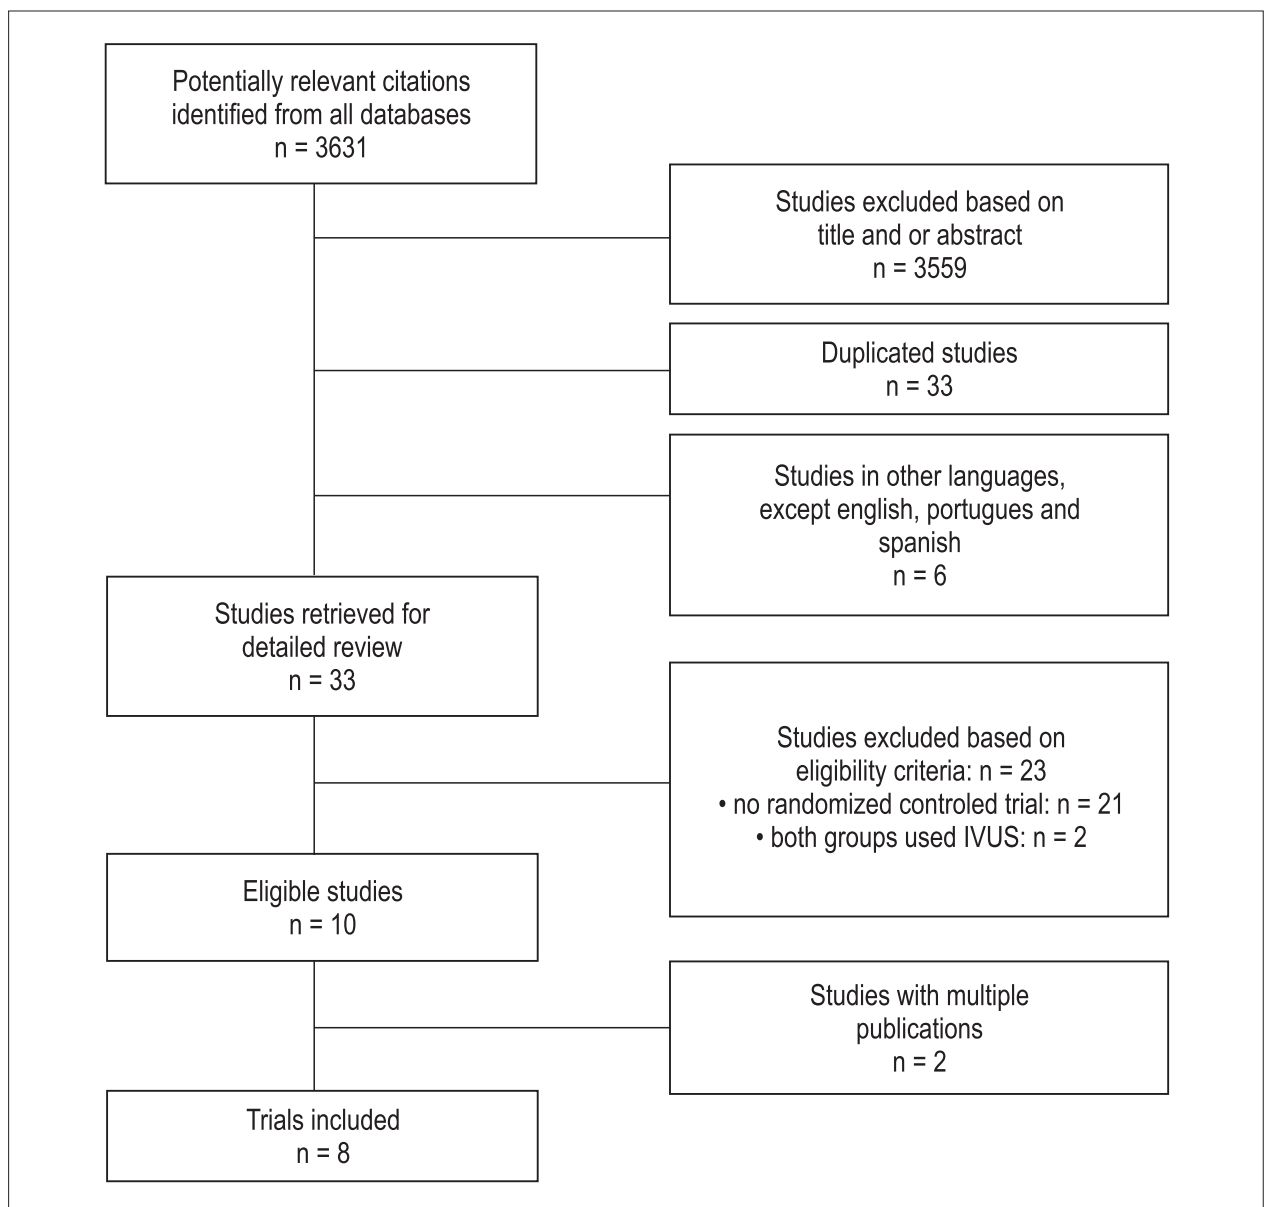 Potentially relevant citations
identified from all databases
n = 3631
Studies excluded based on
title and or abstract
n = 3559
Duplicated studies
n = 33
Studies in other languages,
except english, portugues and
spanish
n = 6
Studies retrieved for
detailed review
n = 33
Studies excluded based on
eligibility criteria: n = 23
• no randomized controled trial: n = 21
• both groups used IVUS: n = 2
Eligible studies
n = 10
Studies with multiple
publications
n = 2
Trials included
n = 8